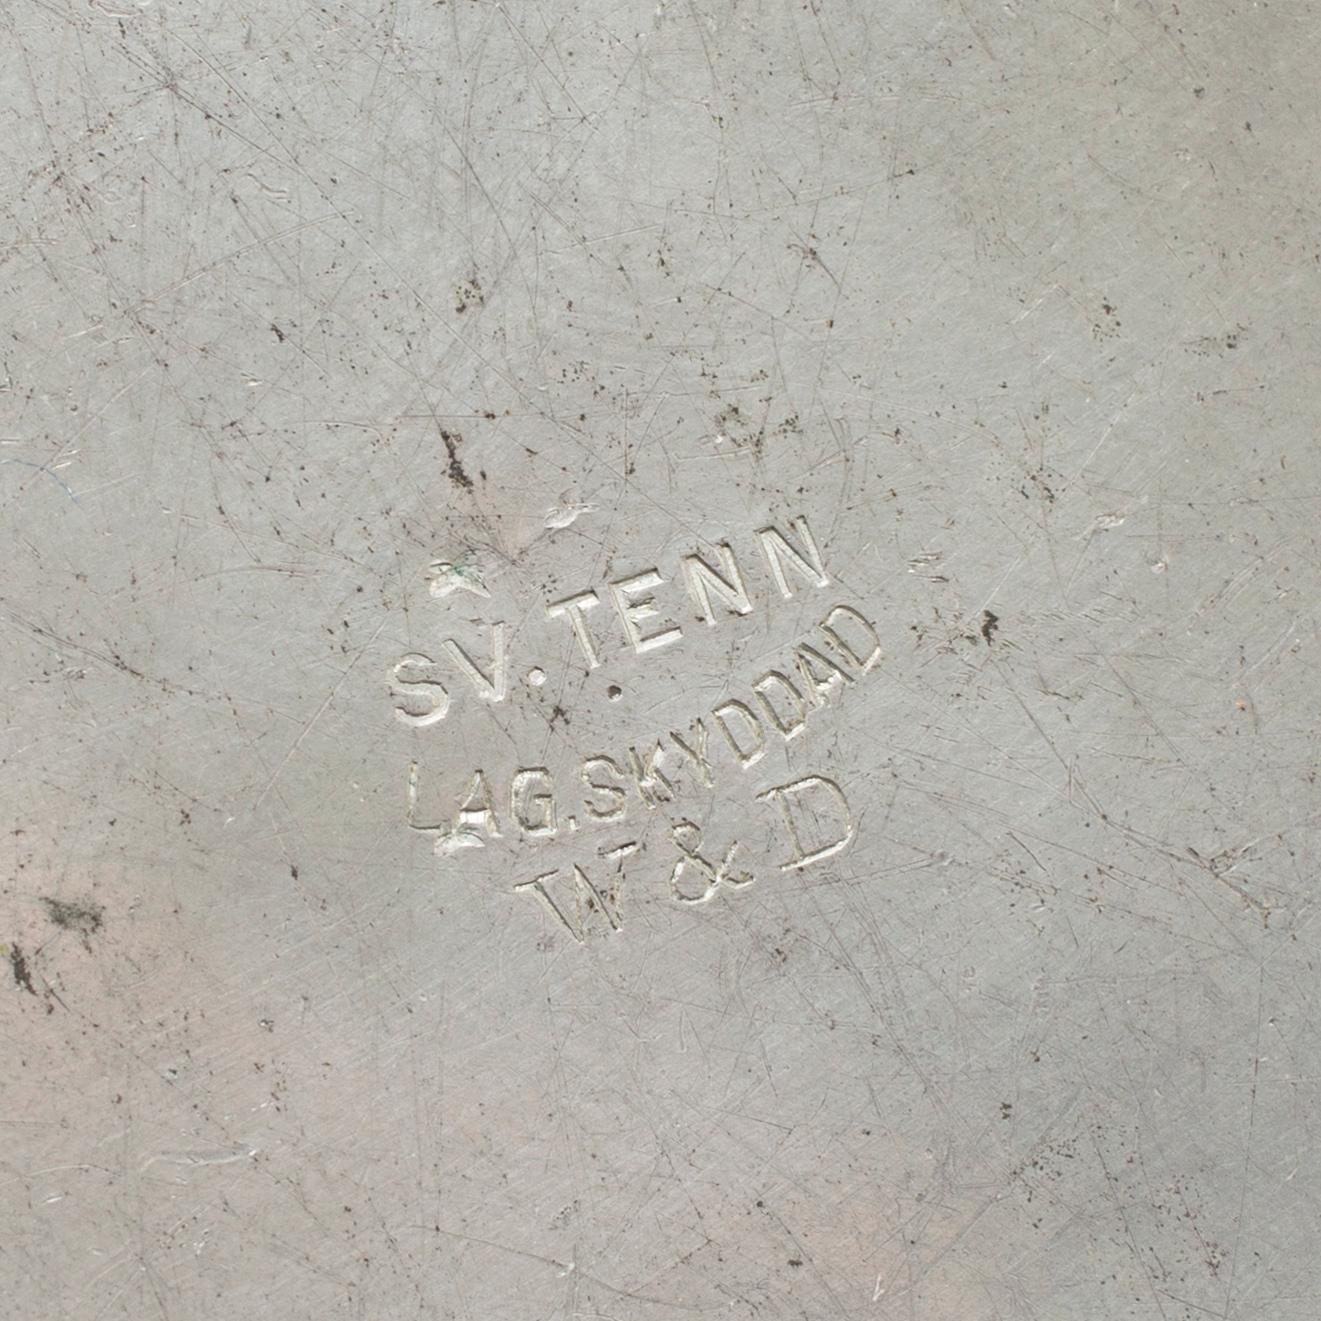 SV. TENN
LAG.SKYDDAD
W & D